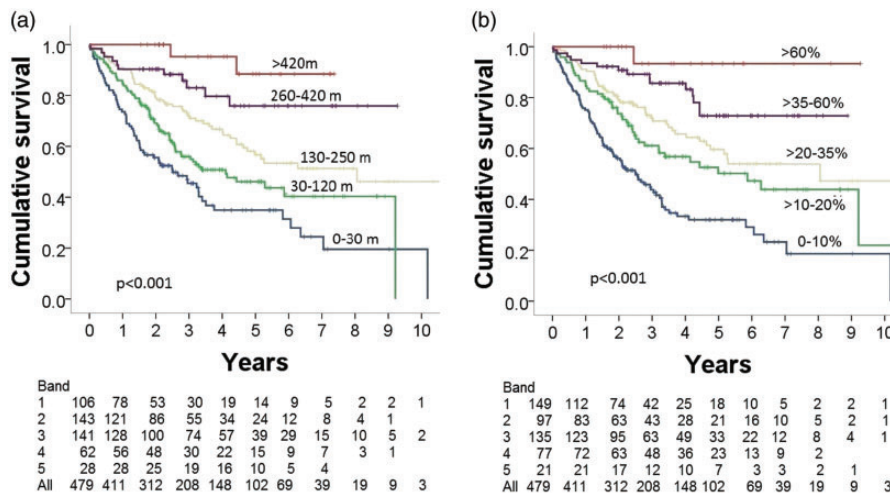 (a)
Cumulative survival
1.0
0.8
0.6
0.4
0.2
0.0
>420m
260-420 m
130-250 m
30-120 m
0-30 m
p<0.001
0 1 2 3 4 5 6 7 8 9 10
Years
Band
1 106 78 53 30 19 14 9 5 2 2 1
2 143 121 86 55 34 24 12 8 4 1
3 141 128 100 74 57 39 29 15 10 5 2
4 62 56 48 30 22 15 9 7 3 1
5 28 28 25 19 16 10 5 4
All 479 411 312 208 148 102 69 39 19 9 3
(b)
Cumulative survival
1.0
0.8
0.6
0.4
0.2
0.0
>60%
>35-60%
>20-35%
>10-20%
0-10%
p<0.001
0 1 2 3 4 5 6 7 8 9 10
Years
Band
1 149 112 74 42 25 18 10 5 2 2 1
2 97 83 63 43 28 21 16 10 5 2 1
3 135 123 95 63 49 33 22 12 8 4 1
4 77 72 63 48 36 23 13 9 2
5 21 21 17 12 10 7 3 3 2 1
All 479 411 312 208 148 102 69 39 19 9 3